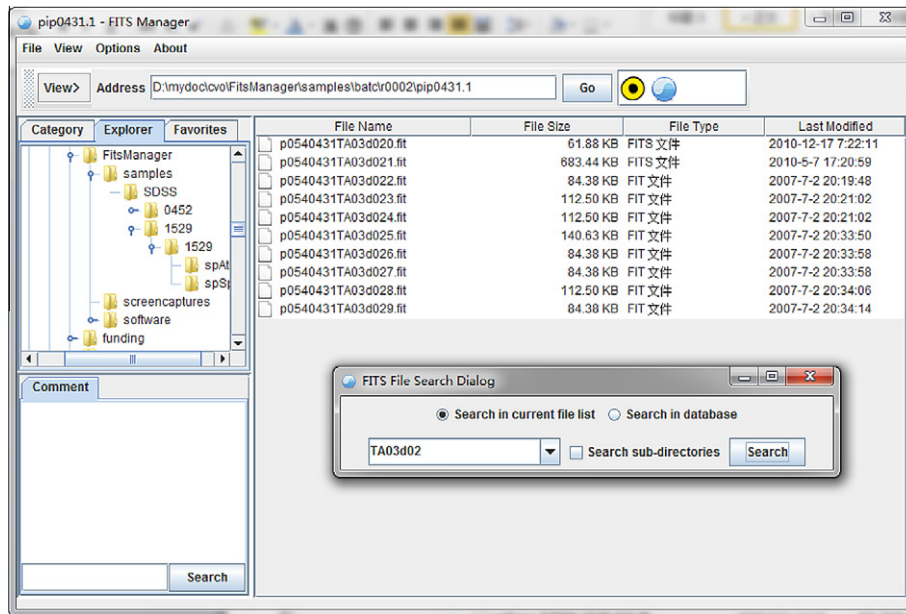 pip0431.1 - FITS Manager
File View Options About
View> Address D:\mydoc\cvo\FitsManager\samples\batc\r0002\pip0431.1 Go
Category Explorer Favorites
FitsManager
samples
SDSS
0452
1529
1529
spAt
spSp
screencaptures
software
funding
File Name File Size File Type Last Modified
p0540431TA03d020.fit 61.88 KB FITS 文件 2010-12-17 7:22:11
p0540431TA03d021.fit 683.44 KB FITS 文件 2010-5-7 17:20:59
p0540431TA03d022.fit 84.38 KB FIT 文件 2007-7-2 20:19:48
p0540431TA03d023.fit 112.50 KB FIT 文件 2007-7-2 20:21:02
p0540431TA03d024.fit 112.50 KB FIT 文件 2007-7-2 20:21:02
p0540431TA03d025.fit 140.63 KB FIT 文件 2007-7-2 20:33:50
p0540431TA03d026.fit 84.38 KB FIT 文件 2007-7-2 20:33:58
p0540431TA03d027.fit 84.38 KB FIT 文件 2007-7-2 20:33:58
p0540431TA03d028.fit 112.50 KB FIT 文件 2007-7-2 20:34:06
p0540431TA03d029.fit 84.38 KB FIT 文件 2007-7-2 20:34:14
FITS File Search Dialog
Search in current file list Search in database
TA03d02 Search sub-directories Search
Comment
Search